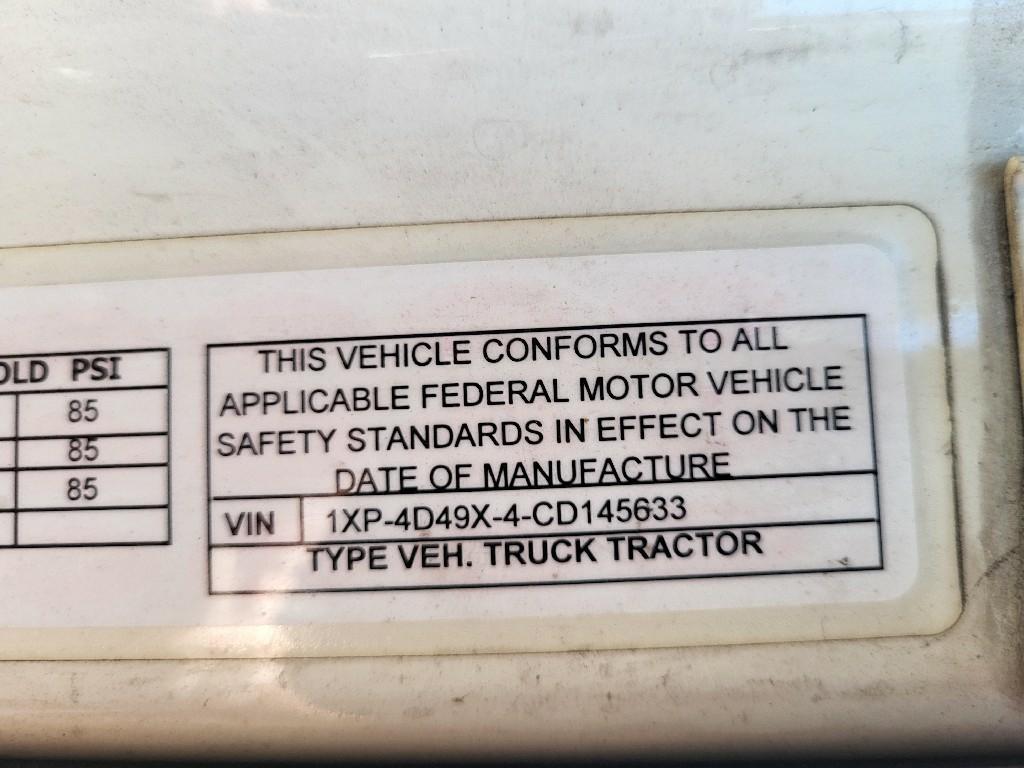 OLD PSI
85
85
85
THIS VEHICLE CONFORMS TO ALL
APPLICABLE FEDERAL MOTOR VEHICLE
SAFETY STANDARDS IN EFFECT ON THE
DATE OF MANUFACTURE
VIN 1XP-4D49X-4-CD145633
TYPE VEH. TRUCK TRACTOR